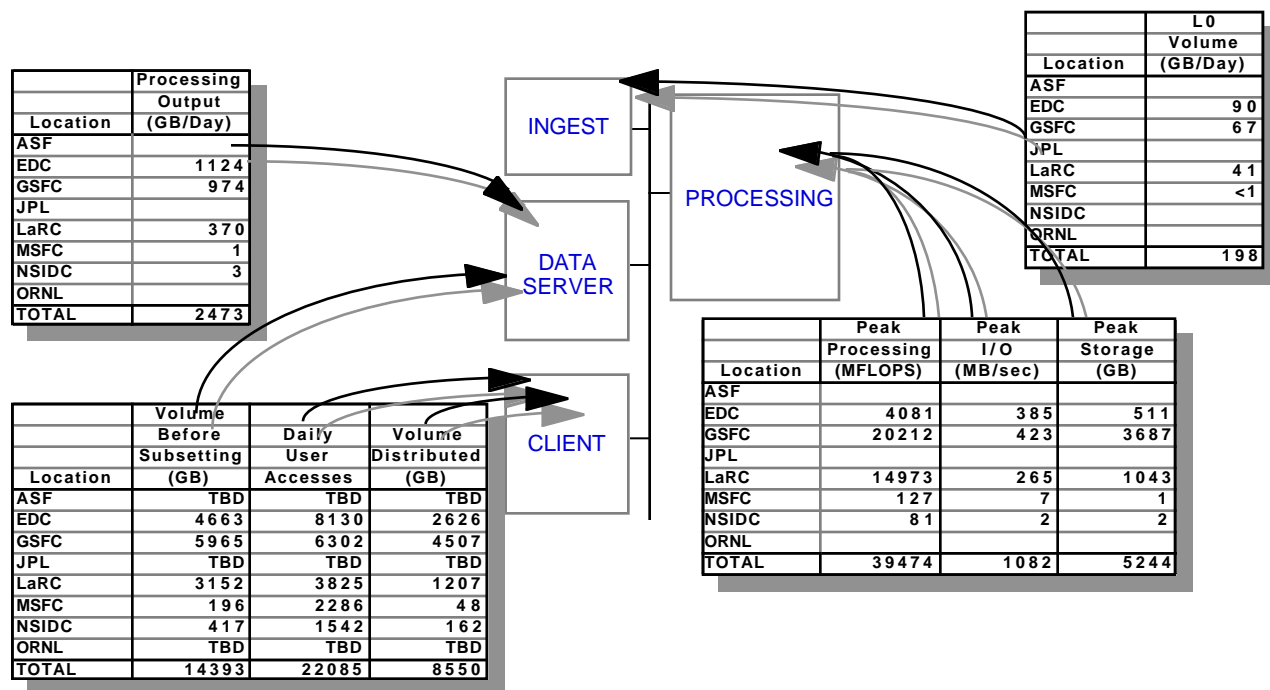 Processing
Output
Location (GB/Day)
ASF
EDC 1124
GSFC 974
JPL
LaRC 370
MSFC 1
NSIDC 3
ORNL
TOTAL 2473
INGEST
PROCESSING
DATA
SERVER
CLIENT
L0
Volume
Location (GB/Day)
ASF
EDC 90
GSFC 67
JPL
LaRC 41
MSFC <1
NSIDC
ORNL
TOTAL 198
Volume
Before Daily Volume
Subsetting User Distributed
Location (GB) Accesses (GB)
ASF TBD TBD TBD
EDC 4663 8130 2626
GSFC 5965 6302 4507
JPL TBD TBD TBD
LaRC 3152 3825 1207
MSFC 196 2286 48
NSIDC 417 1542 162
ORNL TBD TBD TBD
TOTAL 14393 22085 8550
Peak Peak Peak
Processing I/O Storage
Location (MFLOPS) (MB/sec) (GB)
ASF
EDC 4081 385 511
GSFC 20212 423 3687
JPL
LaRC 14973 265 1043
MSFC 127 7 1
NSIDC 81 2 2
ORNL
TOTAL 39474 1082 5244